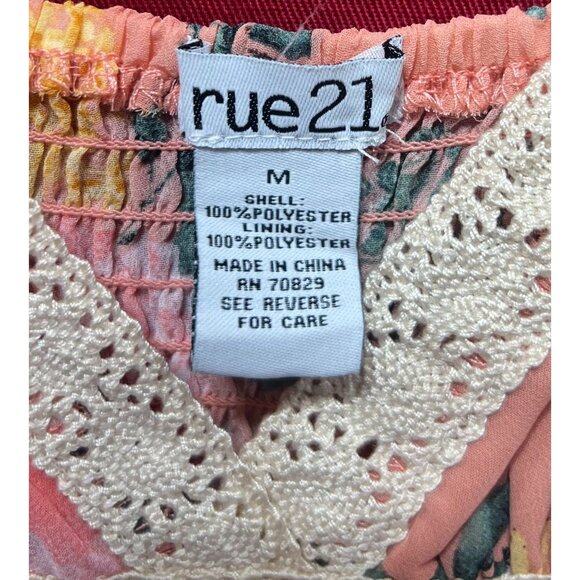 rue21.
M
SHELL:
100%POLYESTER
LINING:
100%POLYESTER
MADE IN CHINA
RN 70829
SEE REVERSE
FOR CARE